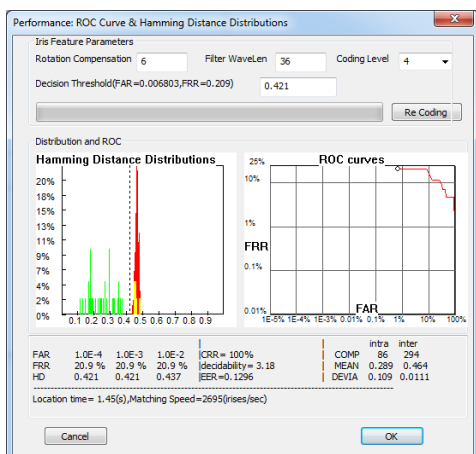 Performance: ROC Curve & Hamming Distance Distributions
Iris Feature Parameters
Rotation Compensation 6 Filter WaveLen 36 Coding Level 4
Decision Threshold(FAR=0.006803,FRR=0.209) 0.421
Re Coding
Distribution and ROC
Hamming Distance Distributions
20%
18%
15%
13%
11%
9%
7%
4%
2%
0%
0.1 0.2 0.3 0.4 0.5 0.6 0.7 0.8 0.9
ROC curves
25%
10%
1%
FRR
0.1%
0.01%
FAR
1E-5% 1E-4% 1E-3% 0.01% 0.1% 1% 10% 100%
| | intra inter
FAR 1.0E-4 1.0E-3 1.0E-2 |CRR= 100% | COMP 86 294
FRR 20.9 % 20.9 % 20.9 % |decidability= 3.18 | MEAN 0.289 0.464
HD 0.421 0.421 0.437 |EER=0.1296 | DEVIA 0.109 0.0111
Location time= 1.45(s),Matching Speed=2695(irises/sec)
Cancel OK